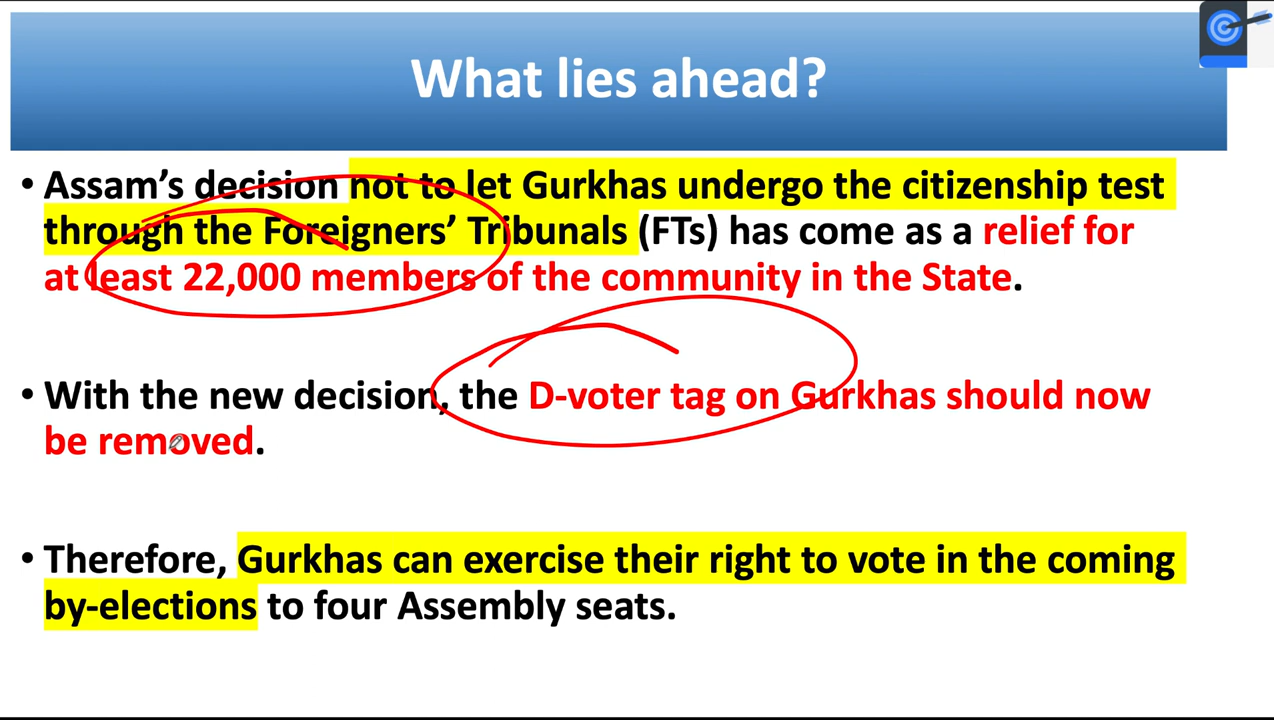 What lies ahead?
• Assam’s decision not to let Gurkhas undergo the citizenship test
through the Foreigners’ Tribunals (FTs) has come as a relief for
at least 22,000 members of the community in the State.
• With the new decision, the D-voter tag on Gurkhas should now
be removed.
• Therefore, Gurkhas can exercise their right to vote in the coming
by-elections to four Assembly seats.